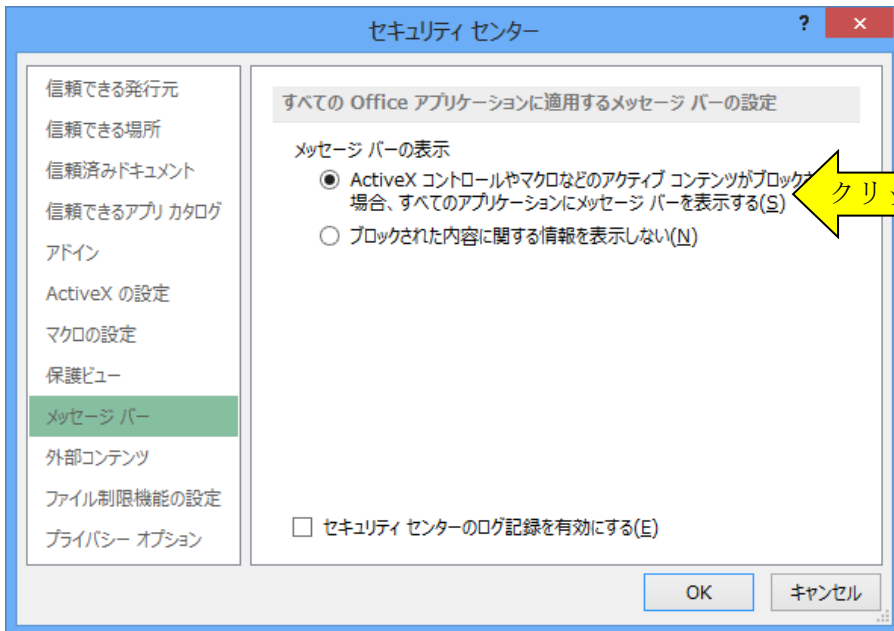 セキュリティ センター
?
×
信頼できる発行元
信頼できる場所
信頼済みドキュメント
信頼できるアプリ カタログ
アドイン
ActiveX の設定
マクロの設定
保護ビュー
メッセージ バー
外部コンテンツ
ファイル制限機能の設定
プライバシー オプション
すべての Office アプリケーションに適用するメッセージ バーの設定
メッセージ バーの表示
ActiveX コントロールやマクロなどのアクティブ コンテンツがブロック
場合、すべてのアプリケーションにメッセージ バーを表示する(S)
ブロックされた内容に関する情報を表示しない(N)
セキュリティ センターのログ記録を有効にする(E)
OK
キャンセル